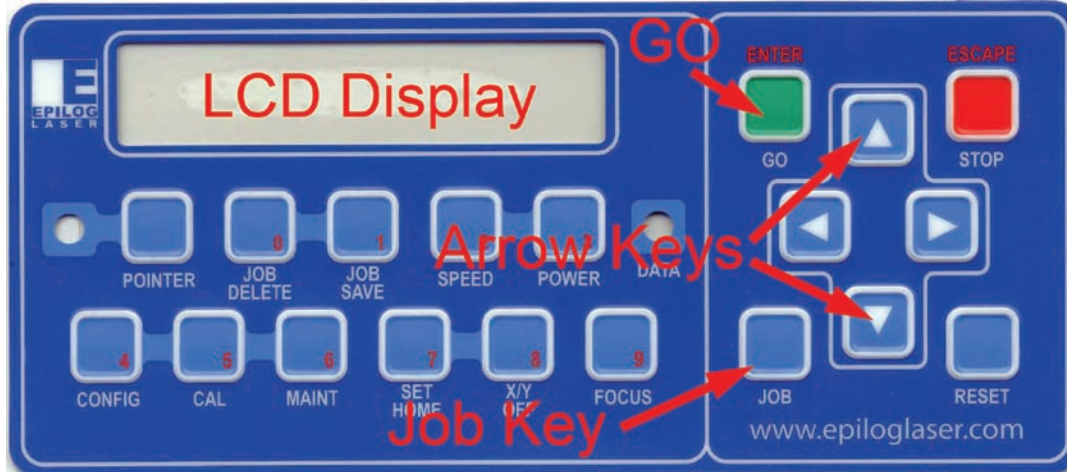 GO
ENTER
ESCAPE
EPILOG
LASER
LCD Display
GO
STOP
0
1
Arrow Keys
POINTER
JOB
DELETE
JOB
SAVE
SPEED
POWER
DATA
4
5
6
7
8
9
CONFIG
CAL
MAINT
SET
HOME
X/Y
OFF
FOCUS
JOB
RESET
Job Key
www.epiloglaser.com